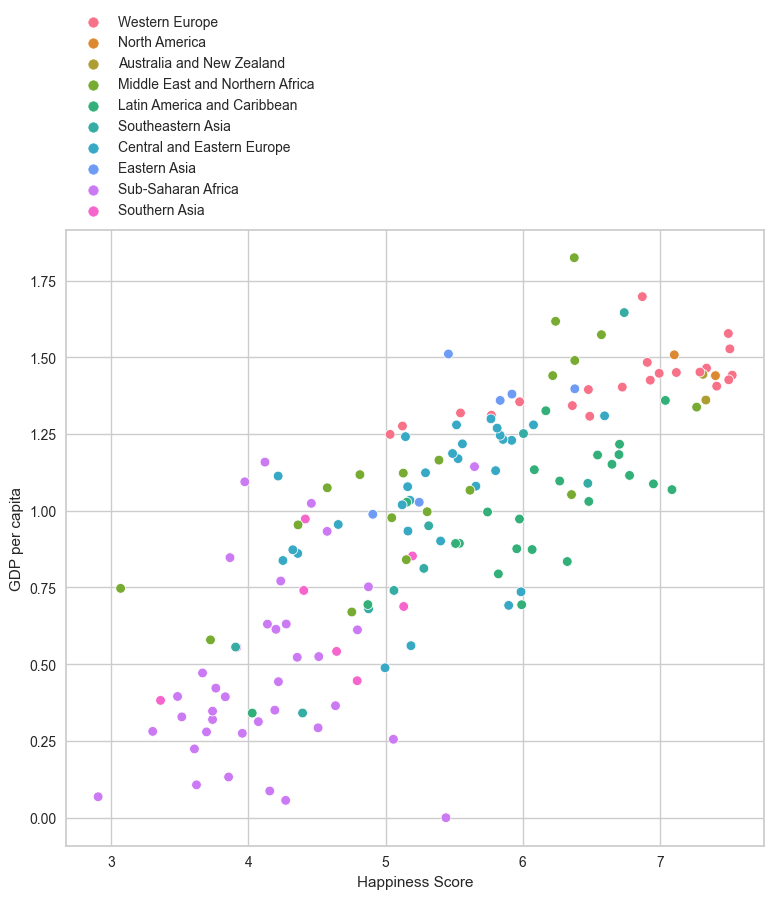 Western Europe
North America
Australia and New Zealand
Middle East and Northern Africa
Latin America and Caribbean
Southeastern Asia
Central and Eastern Europe
Eastern Asia
Sub-Saharan Africa
Southern Asia
1.75
1.50
1.25
1.00
0.75
0.50
0.25
0.00
GDP per capita
3 4 5 6 7
Happiness Score